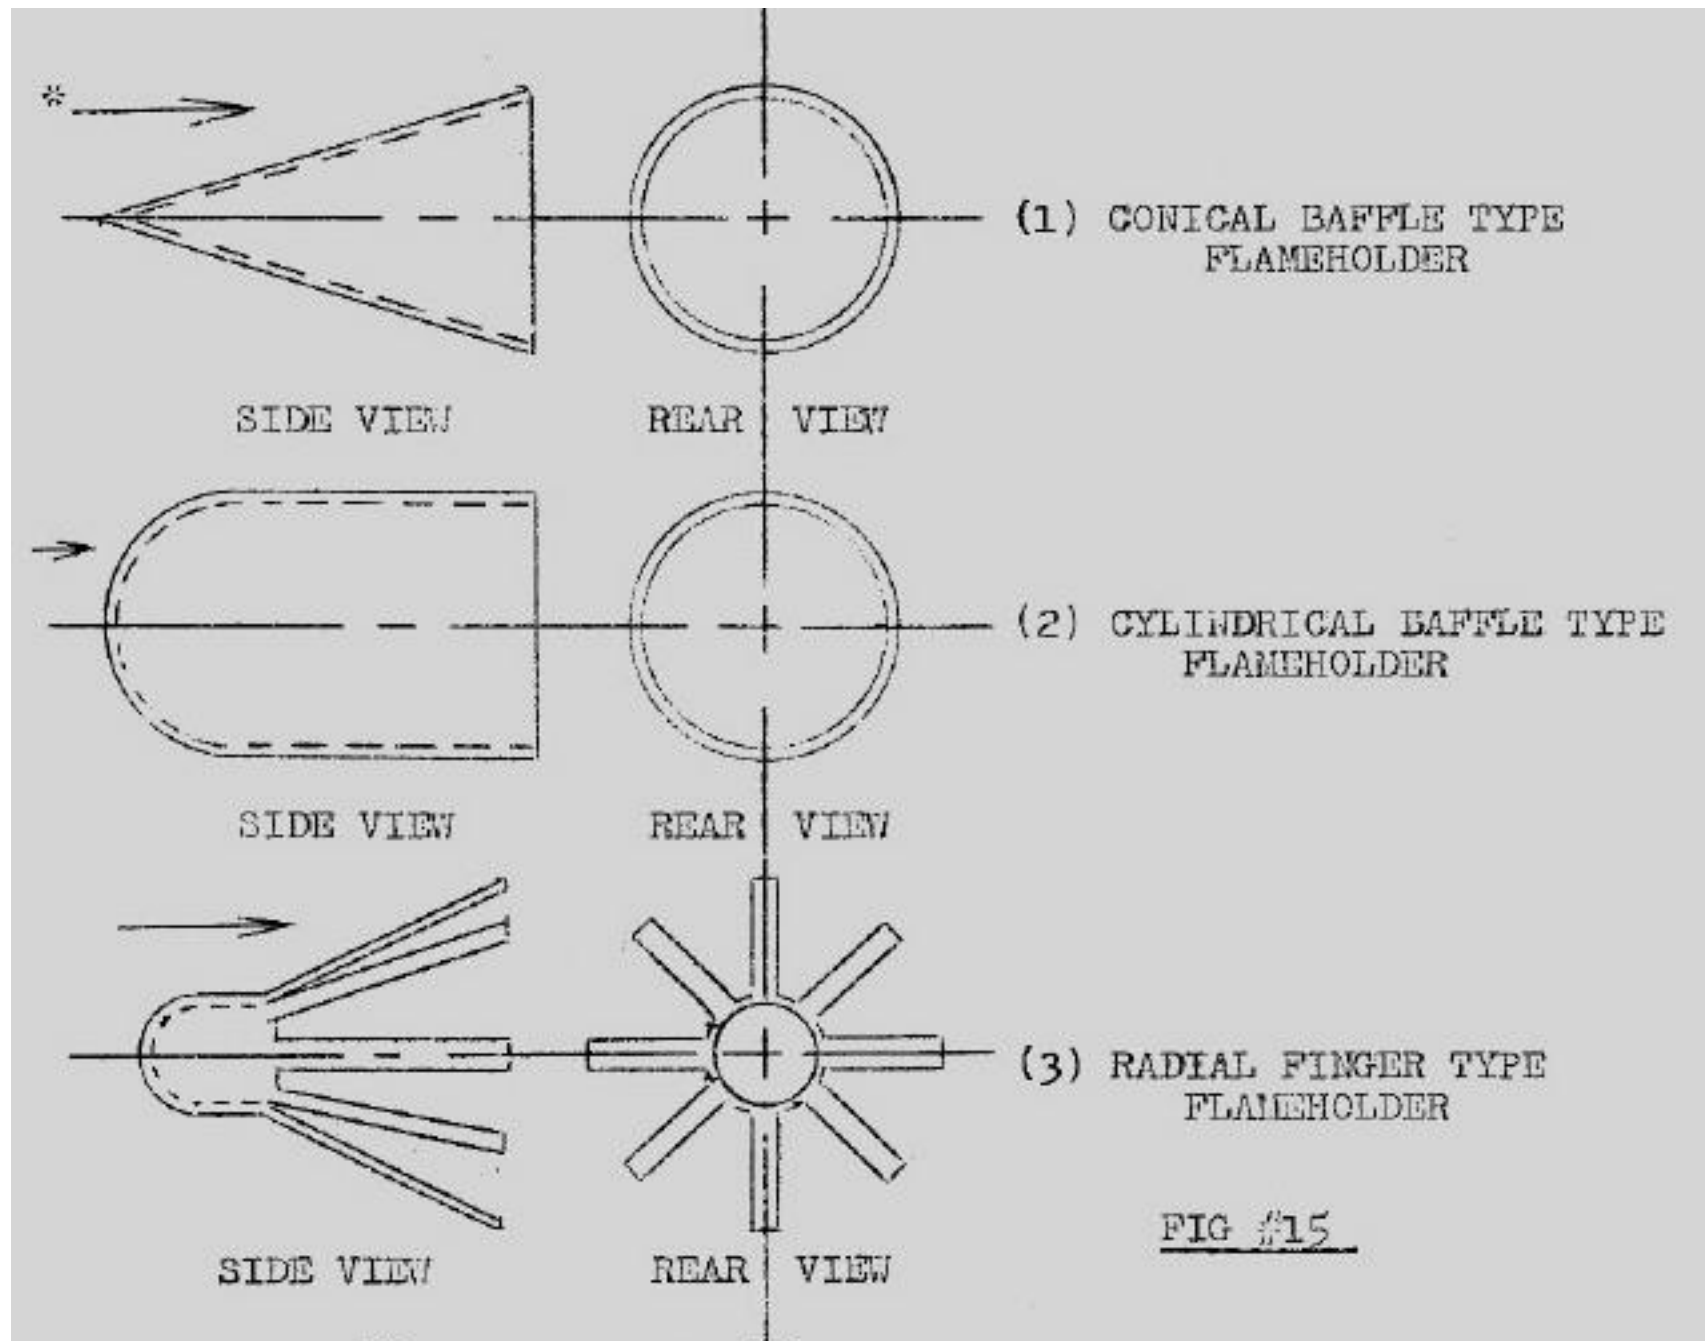 *
(1) CONICAL BAFFLE TYPE
FLAMEHOLDER
SIDE VIEW
REAR VIEW
(2) CYLINDRICAL BAFFLE TYPE
FLAMEHOLDER
SIDE VIEW
REAR VIEW
(3) RADIAL FINGER TYPE
FLAMEHOLDER
FIG #15
SIDE VIEW
REAR VIEW